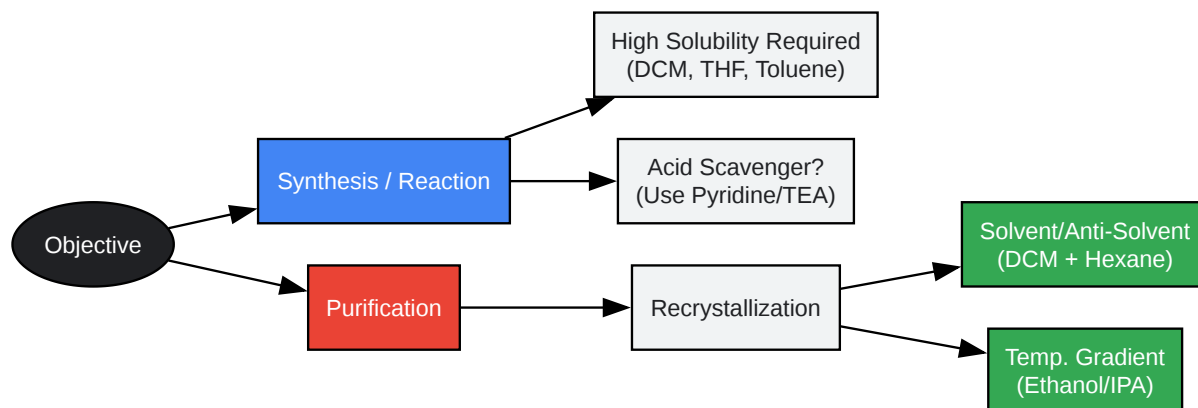 High Solubility Required
(DCM, THF, Toluene)
Synthesis / Reaction
Acid Scavenger?
(Use Pyridine/TEA)
Objective
Solvent/Anti-Solvent
(DCM + Hexane)
Purification
Recrystallization
Temp. Gradient
(Ethanol/IPA)